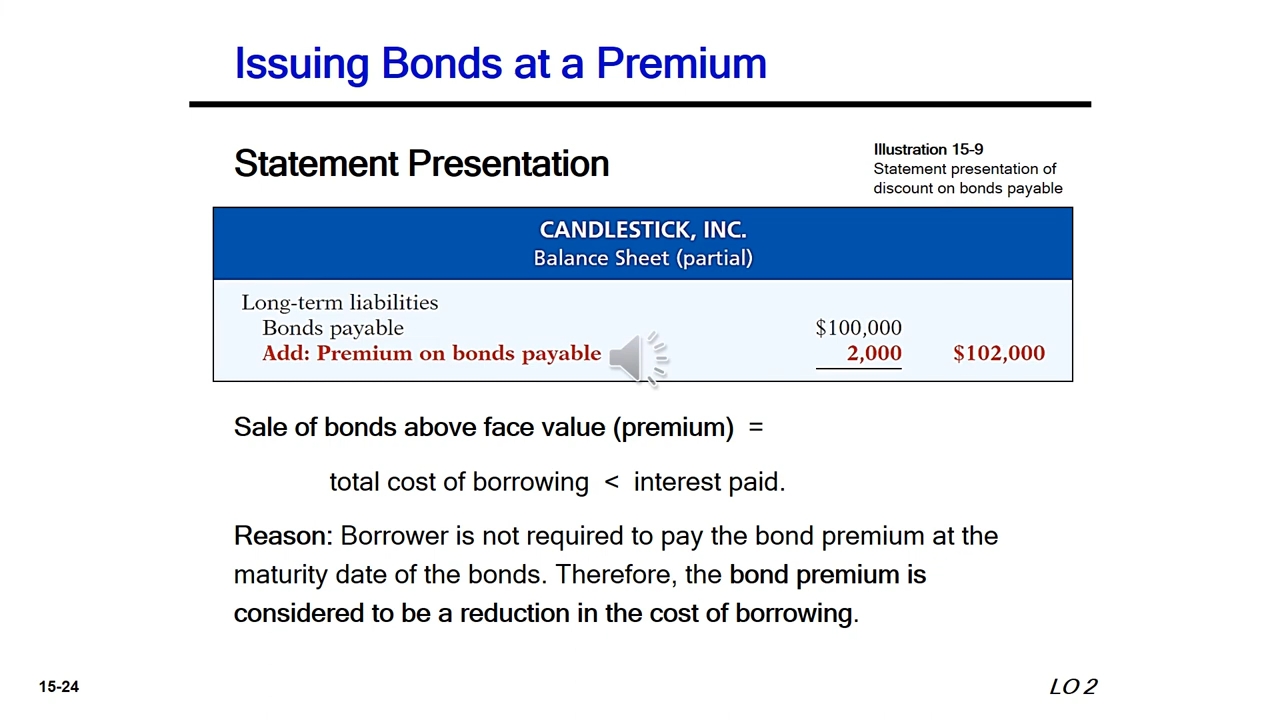 Issuing Bonds at a Premium
Statement Presentation
Illustration 15-9
Statement presentation of
discount on bonds payable
CANDLESTICK, INC.
Balance Sheet (partial)
Long-term liabilities
Bonds payable $100,000
Add: Premium on bonds payable 2,000 $102,000
Sale of bonds above face value (premium) =
total cost of borrowing < interest paid.
Reason: Borrower is not required to pay the bond premium at the
maturity date of the bonds. Therefore, the bond premium is
considered to be a reduction in the cost of borrowing.
15-24
LO 2